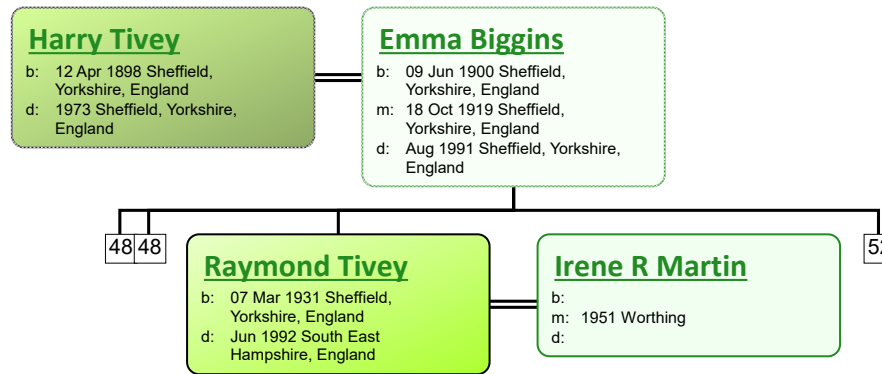 Harry Tivey
b: 12 Apr 1898 Sheffield,
Yorkshire, England
d: 1973 Sheffield, Yorkshire,
England
Emma Biggins
b: 09 Jun 1900 Sheffield,
Yorkshire, England
m: 18 Oct 1919 Sheffield,
Yorkshire, England
d: Aug 1991 Sheffield, Yorkshire,
England
48 48
Raymond Tivey
b: 07 Mar 1931 Sheffield,
Yorkshire, England
d: Jun 1992 South East
Hampshire, England
Irene R Martin
b:
m: 1951 Worthing
d: